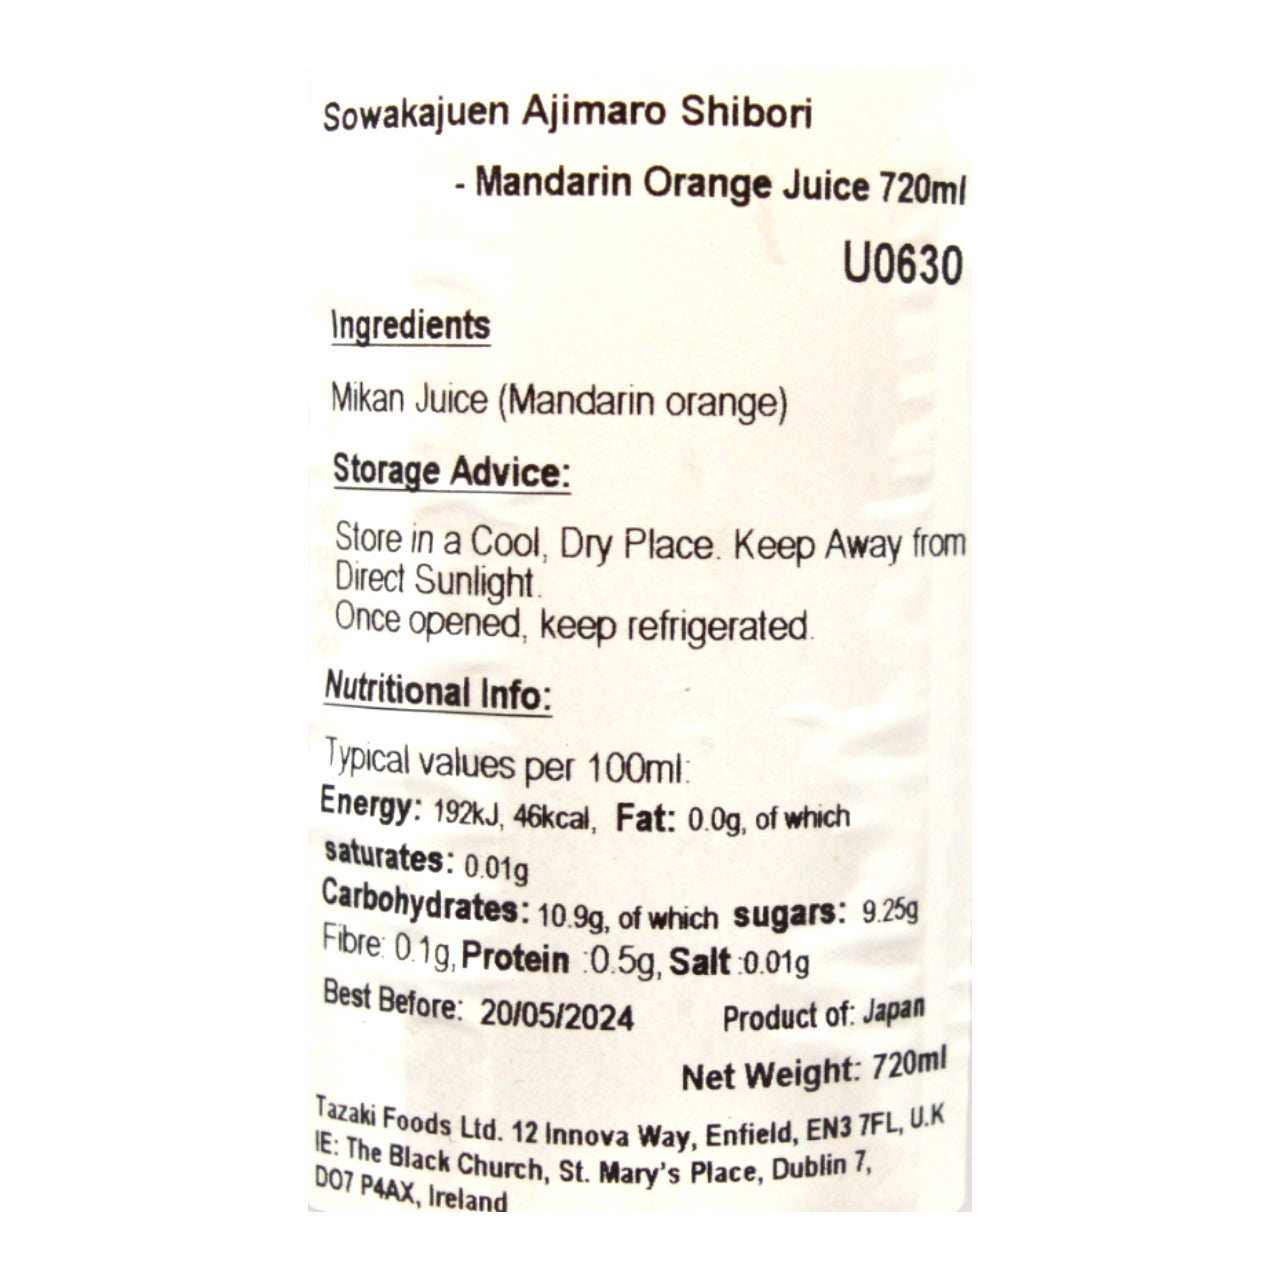 Sowakajuen Ajimaro Shibori
- Mandarin Orange Juice 720ml
U0630
Ingredients
Mikan Juice (Mandarin orange)
Storage Advice:
Store in a Cool, Dry Place. Keep Away from
Direct Sunlight.
Once opened, keep refrigerated.
Nutritional Info:
Typical values per 100ml:
Energy: 192kJ, 46kcal, Fat: 0.0g, of which
saturates: 0.01g
Carbohydrates: 10.9g, of which sugars: 9.25g
Fibre: 0.1g, Protein :0.5g, Salt :0.01g
Best Before: 20/05/2024 Product of: Japan
Net Weight: 720ml
Tazaki Foods Ltd. 12 Innova Way, Enfield, EN3 7FL, U.K
IE: The Black Church, St. Mary's Place, Dublin 7,
DO7 P4AX, Ireland